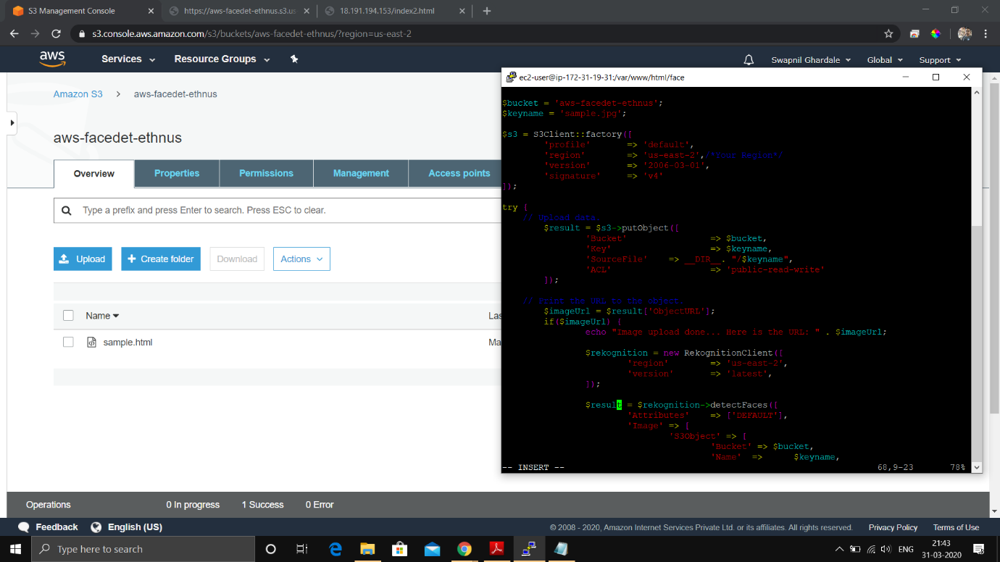 S3 Management Console
https://aws-facedet-ethnus.s3.us
18.191.194.153/index2.html
s3.console.aws.amazon.com/s3/buckets/aws-facedet-ethnus/?region=us-east-2
aws
Services
Resource Groups
Swapnil Ghardale
Global
Support
Amazon S3 > aws-facedet-ethnus
aws-facedet-ethnus
Overview
Properties
Permissions
Management
Access points
Type a prefix and press Enter to search. Press ESC to clear.
Upload
+ Create folder
Download
Actions
Name
Las
sample.html
Ma
Operations
0 In progress
1 Success
0 Error
ec2-user@ip-172-31-19-31:/var/www/html/face
$bucket = 'aws-facedet-ethnus';
$keyname = 'sample.jpg';
$s3 = S3Client::factory([
'profile' => 'default',
'region' => 'us-east-2',/*Your Region*/
'version' => '2006-03-01',
'signature' => 'v4'
]);
try {
// Upload data.
$result = $s3->putObject([
'Bucket' => $bucket,
'Key' => $keyname,
'SourceFile' => __DIR__. "/$keyname",
'ACL' => 'public-read-write'
]);
// Print the URL to the object.
$imageUrl = $result['ObjectURL'];
if($imageUrl) {
echo "Image upload done... Here is the URL: " . $imageUrl;
$rekognition = new RekognitionClient([
'region' => 'us-east-2',
'version' => 'latest',
]);
$result = $rekognition->detectFaces([
'Attributes' => ['DEFAULT'],
'Image' => [
'S3Object' => [
'Bucket' => $bucket,
'Name' => $keyname,
-- INSERT --
68,9-23
78%
Feedback
English (US)
© 2008 - 2020, Amazon Internet Services Private Ltd. or its affiliates. All rights reserved.
Privacy Policy
Terms of Use
Type here to search
ENG
21:43
31-03-2020